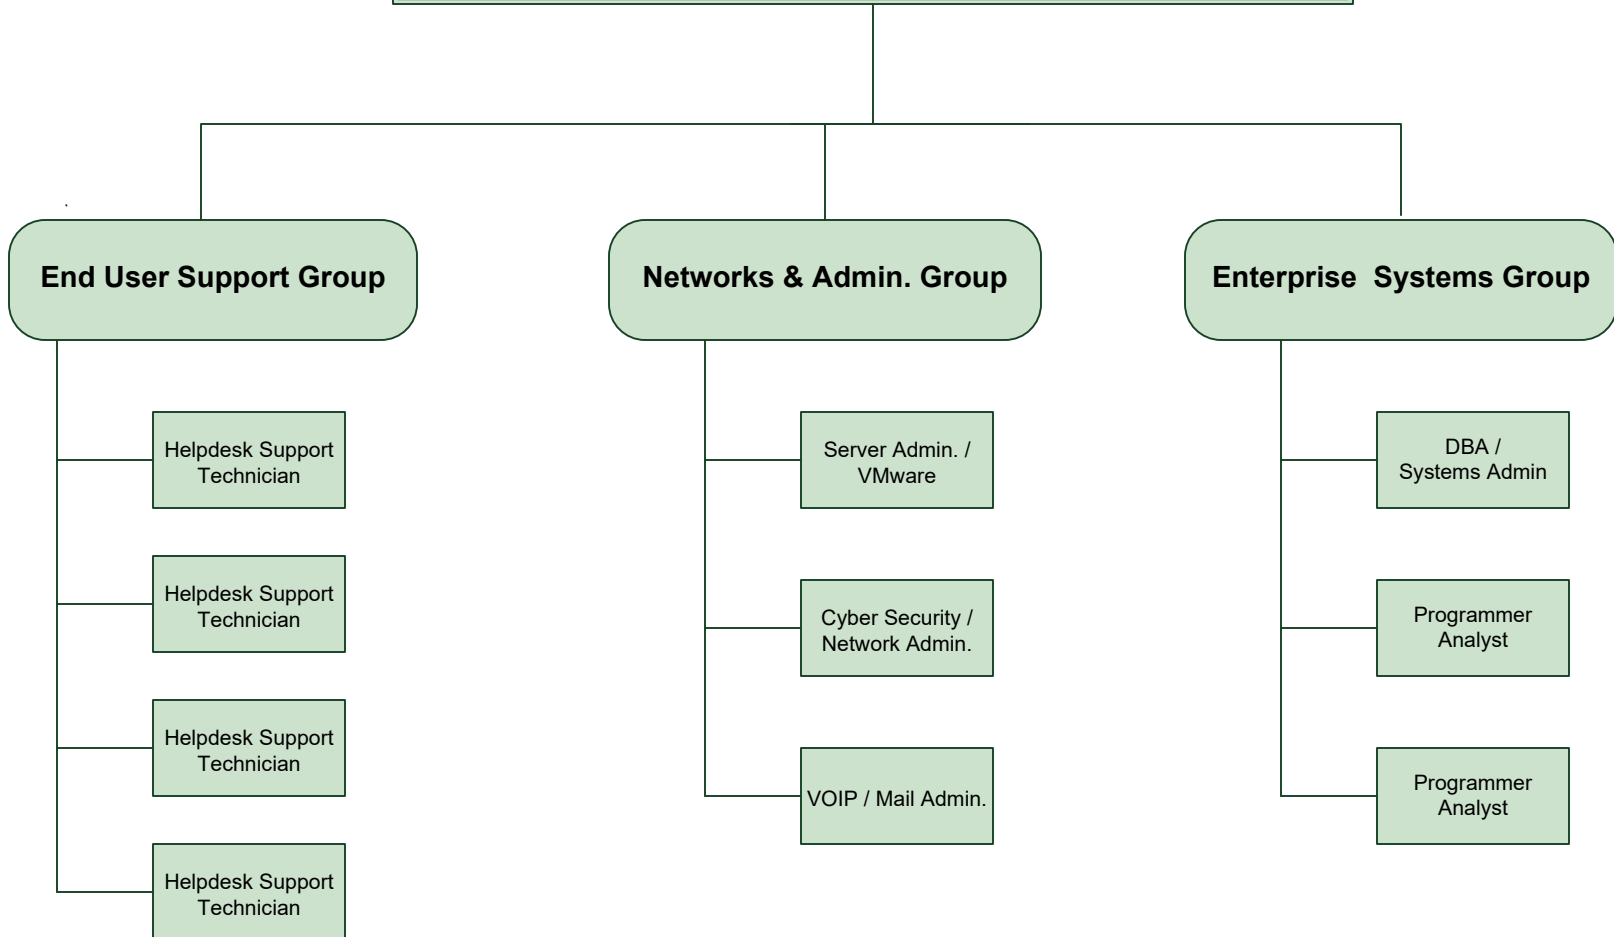 End User Support Group
Networks & Admin. Group
Enterprise  Systems Group
Helpdesk Support
Technician
Helpdesk Support
Technician
Helpdesk Support
Technician
Helpdesk Support
Technician
Server Admin. /
VMware
Cyber Security /
Network Admin.
VOIP / Mail Admin.
DBA /
Systems Admin
Programmer
Analyst
Programmer
Analyst